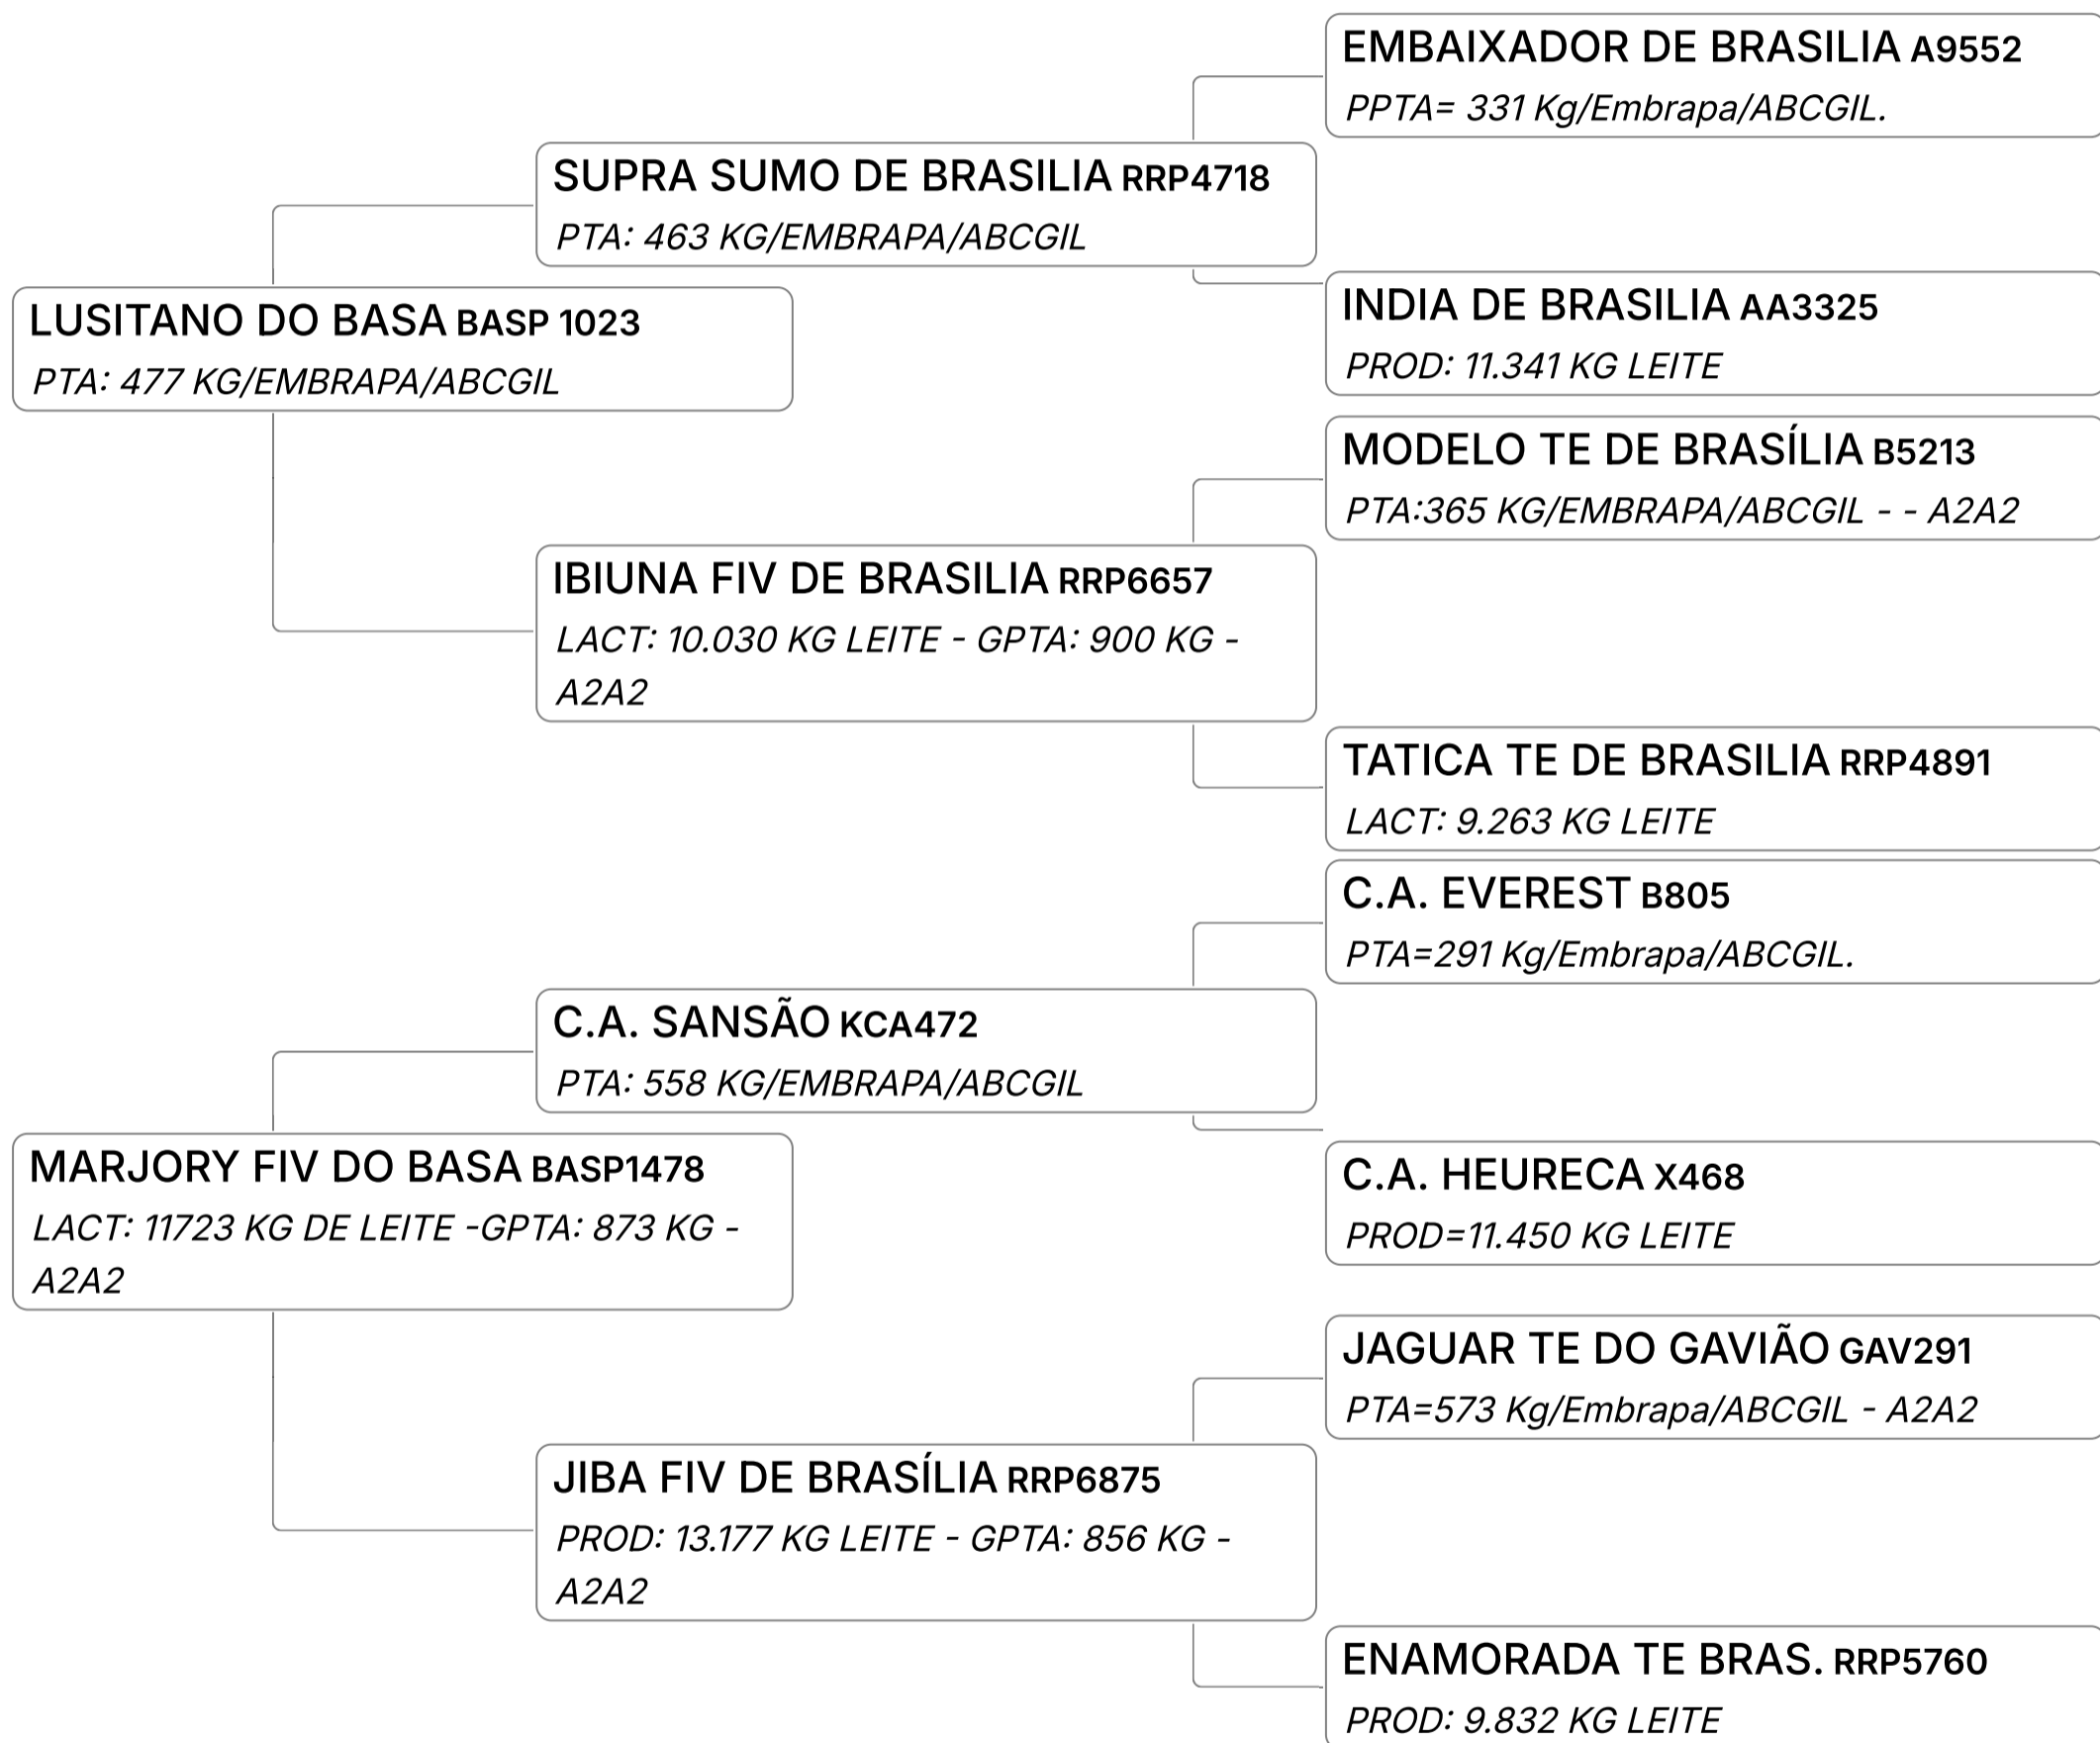 EMBAIXADOR DE BRASILIA A9552
PPTA= 331 Kg/Embrapa/ABCGIL.
SUPRA SUMO DE BRASILIA RRP4718
PTA: 463 KG/EMBRAPA/ABCGIL
INDIA DE BRASILIA AA3325
PROD: 11.341 KG LEITE
LUSITANO DO BASA BASP 1023
PTA: 477 KG/EMBRAPA/ABCGIL
MODELO TE DE BRASÍLIA B5213
PTA:365 KG/EMBRAPA/ABCGIL - - A2A2
IBIUNA FIV DE BRASILIA RRP6657
LACT: 10.030 KG LEITE - GPTA: 900 KG -
A2A2
TATICA TE DE BRASILIA RRP4891
LACT: 9.263 KG LEITE
C.A. EVEREST B805
PTA=291 Kg/Embrapa/ABCGIL.
C.A. SANSÃO KCA472
PTA: 558 KG/EMBRAPA/ABCGIL
C.A. HEURECA X468
PROD=11.450 KG LEITE
MARJORY FIV DO BASA BASP1478
LACT: 11723 KG DE LEITE -GPTA: 873 KG -
A2A2
JAGUAR TE DO GAVIÃO GAV291
PTA=573 Kg/Embrapa/ABCGIL - A2A2
JIBA FIV DE BRASÍLIA RRP6875
PROD: 13.177 KG LEITE - GPTA: 856 KG -
A2A2
ENAMORADA TE BRAS. RRP5760
PROD: 9.832 KG LEITE